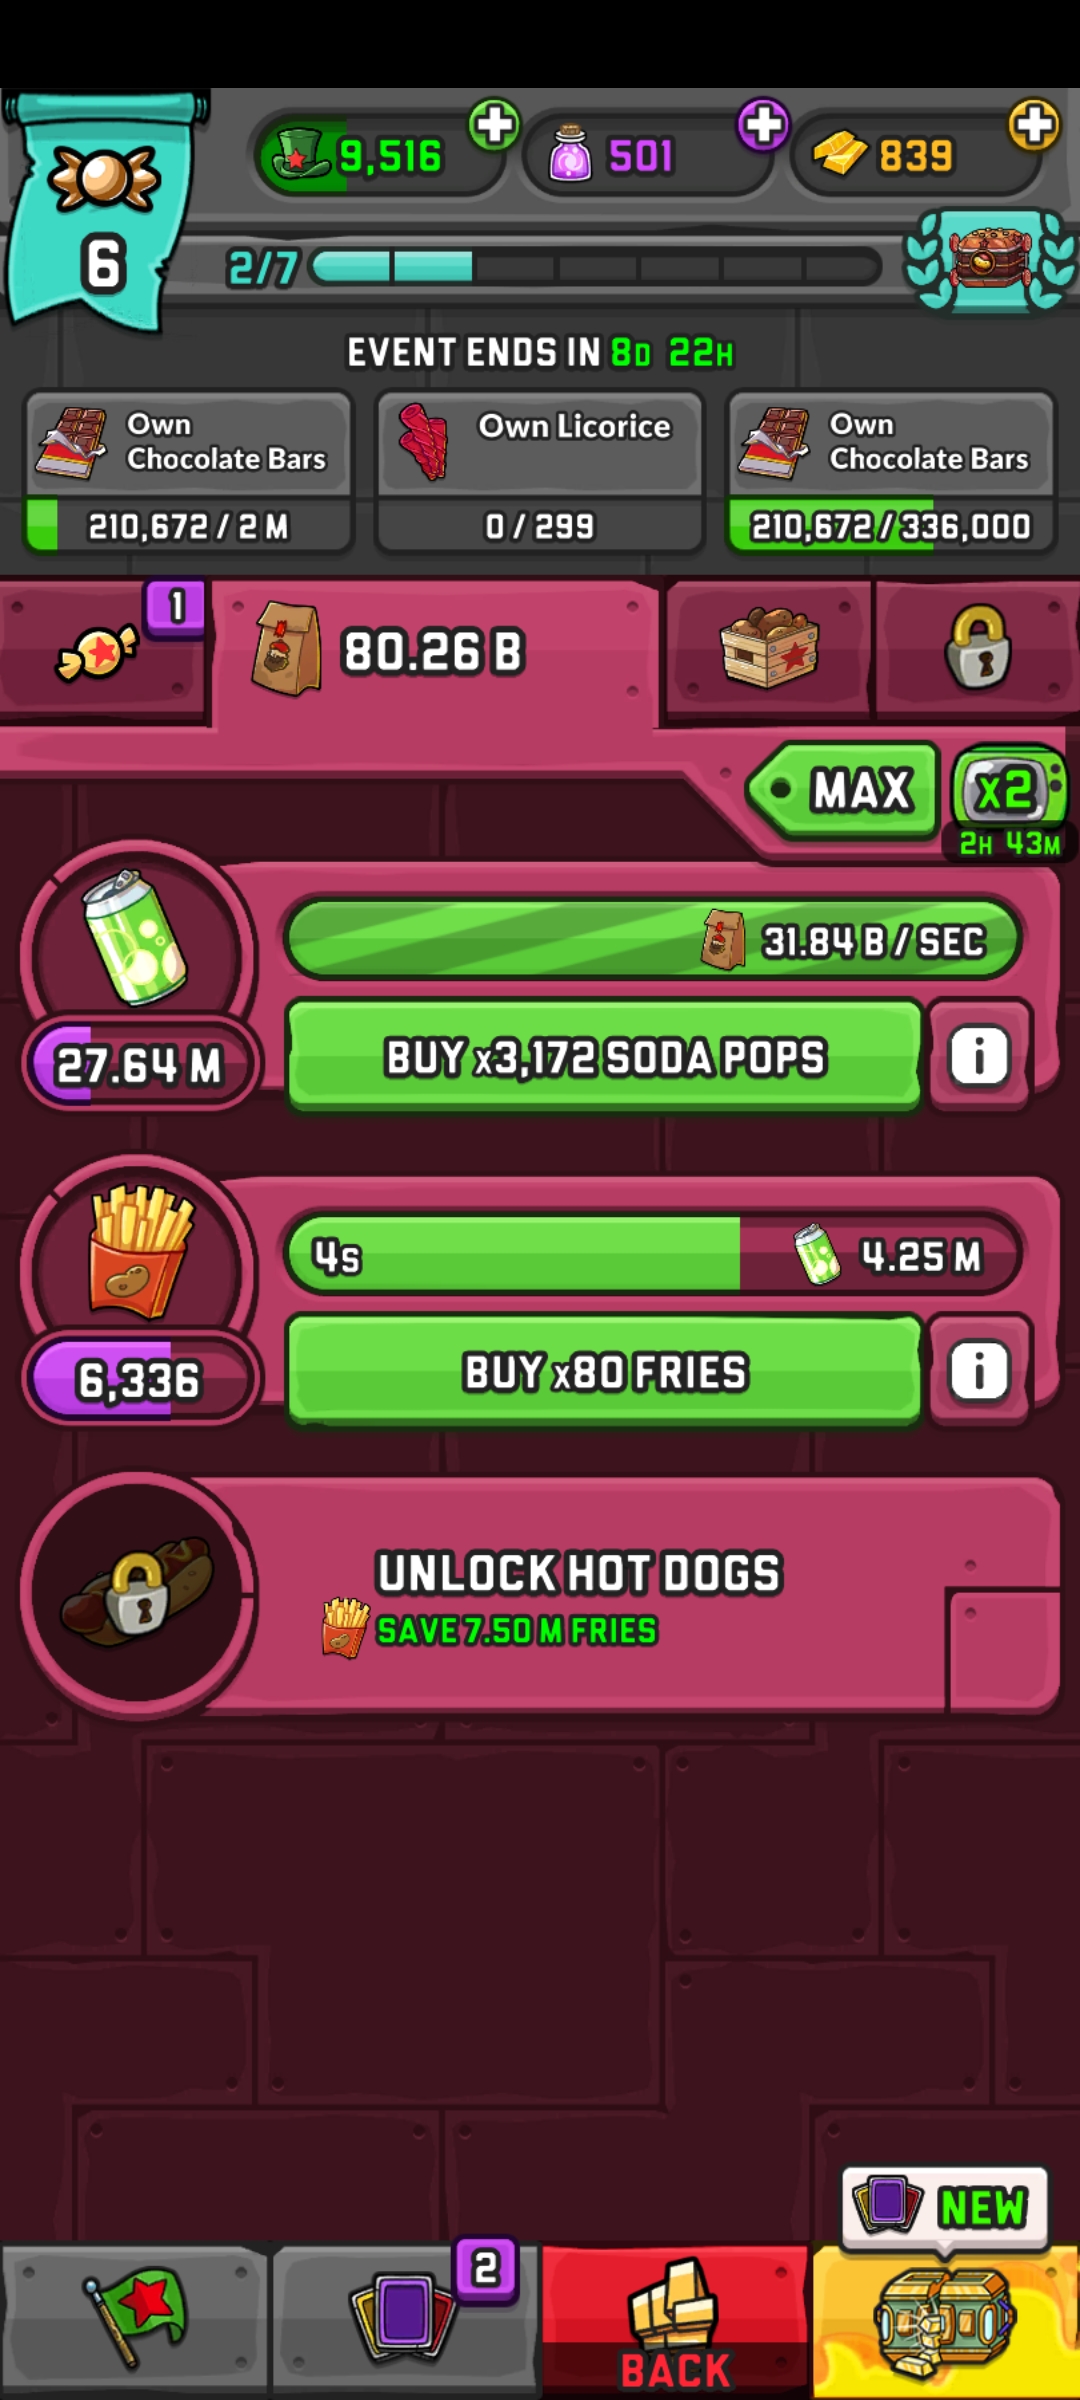 9,516
501
839
6
2/7
EVENT ENDS IN 8D 22H
Own
Chocolate Bars
210,672 / 2 M
Own Licorice
0 / 299
Own
Chocolate Bars
210,672 / 336,000
1
80.26 B
MAX
x2
2H 43M
31.84 B / SEC
27.64 M
BUY x3,172 SODA POPS
i
4s
4.25 M
6,336
BUY x80 FRIES
i
UNLOCK HOT DOGS
SAVE 7.50 M FRIES
NEW
2
BACK